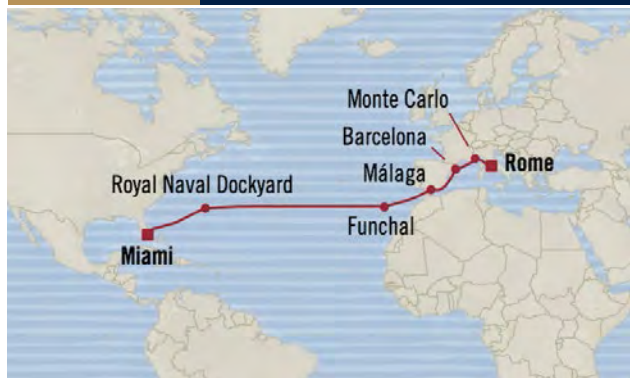 Monte Carlo
Barcelona
Rome
Málaga
Royal Naval Dockyard
Funchal
Miami